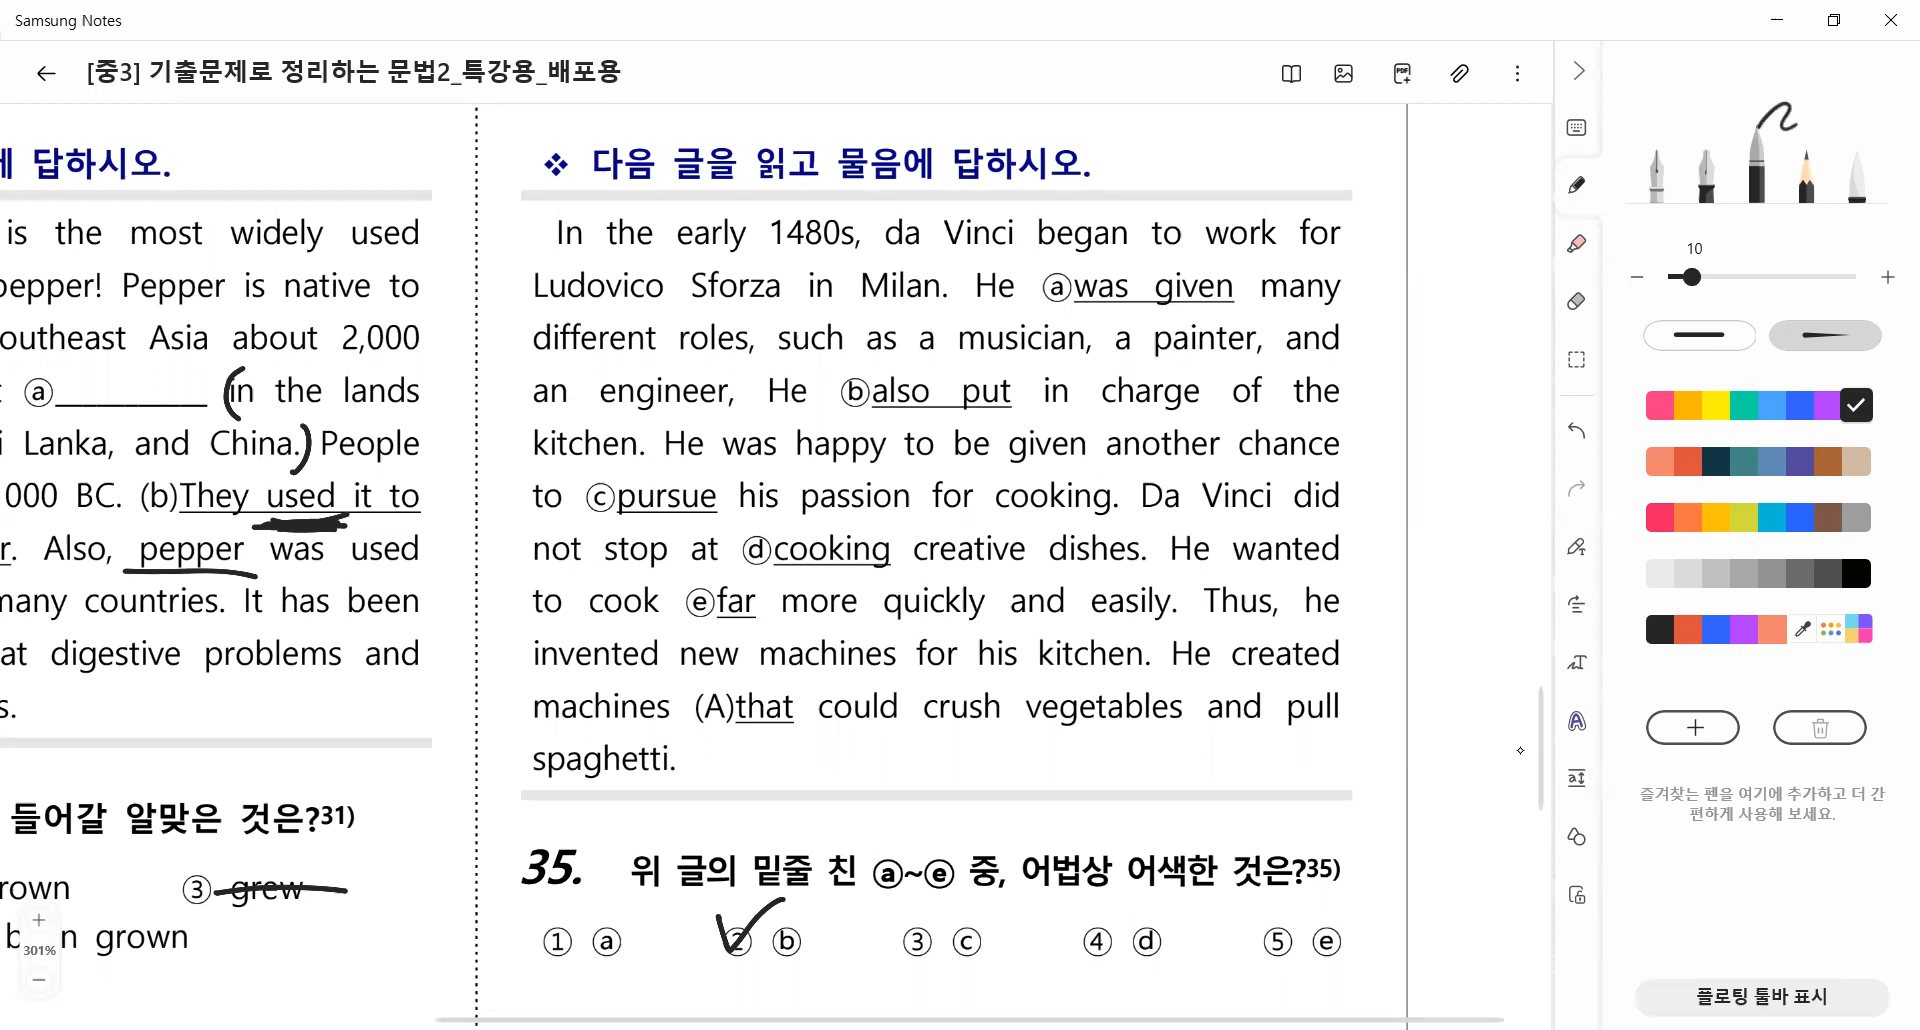 Samsung Notes
[중3] 기출문제로 정리하는 문법2_특강용_배포용
에 답하시오.
is the most widely used
pepper! Pepper is native to
outheast Asia about 2,000
ⓐ__________ (in the lands
i Lanka, and China.) People
000 BC. (b)They used it to
r. Also, pepper was used
many countries. It has been
at digestive problems and
s.
들어갈 알맞은 것은?31)
rown ③ grew
b n grown
❖ 다음 글을 읽고 물음에 답하시오.
In the early 1480s, da Vinci began to work for
Ludovico Sforza in Milan. He ⓐwas given many
different roles, such as a musician, a painter, and
an engineer, He ⓑalso put in charge of the
kitchen. He was happy to be given another chance
to ⓒpursue his passion for cooking. Da Vinci did
not stop at ⓓcooking creative dishes. He wanted
to cook ⓔfar more quickly and easily. Thus, he
invented new machines for his kitchen. He created
machines (A)that could crush vegetables and pull
spaghetti.
35. 위 글의 밑줄 친 ⓐ~ⓔ 중, 어법상 어색한 것은?35)
① ⓐ ② ⓑ ③ ⓒ ④ ⓓ ⑤ ⓔ
301%
10
즐겨찾는 펜을 여기에 추가하고 더 간
편하게 사용해 보세요.
플로팅 툴바 표시